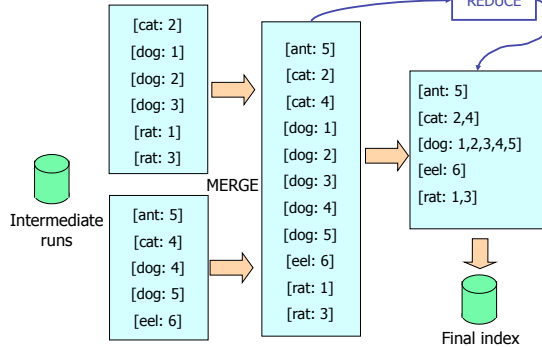 REDUCE
[cat: 2]
[dog: 1]
[dog: 2]
[dog: 3]
[rat: 1]
[rat: 3]
Intermediate
runs
[ant: 5]
[cat: 4]
[dog: 4]
[dog: 5]
[eel: 6]
MERGE
[ant: 5]
[cat: 2]
[cat: 4]
[dog: 1]
[dog: 2]
[dog: 3]
[dog: 4]
[dog: 5]
[eel: 6]
[rat: 1]
[rat: 3]
[ant: 5]
[cat: 2,4]
[dog: 1,2,3,4,5]
[eel: 6]
[rat: 1,3]
Final index